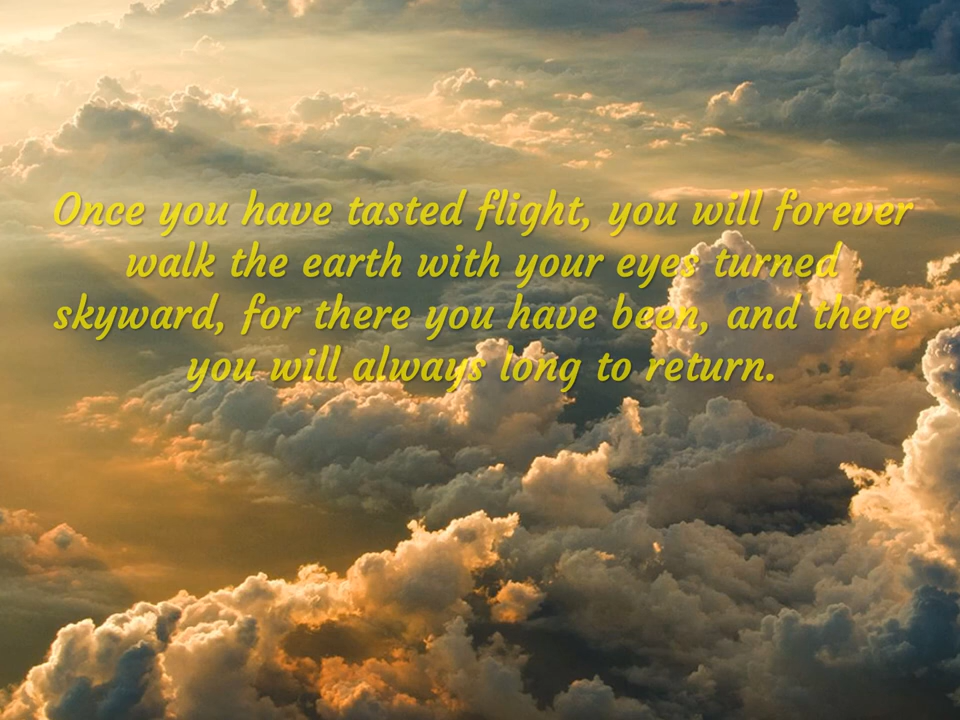 Once you have tasted flight, you will forever
walk the earth with your eyes turned
skyward, for there you have been, and there
you will always long to return.